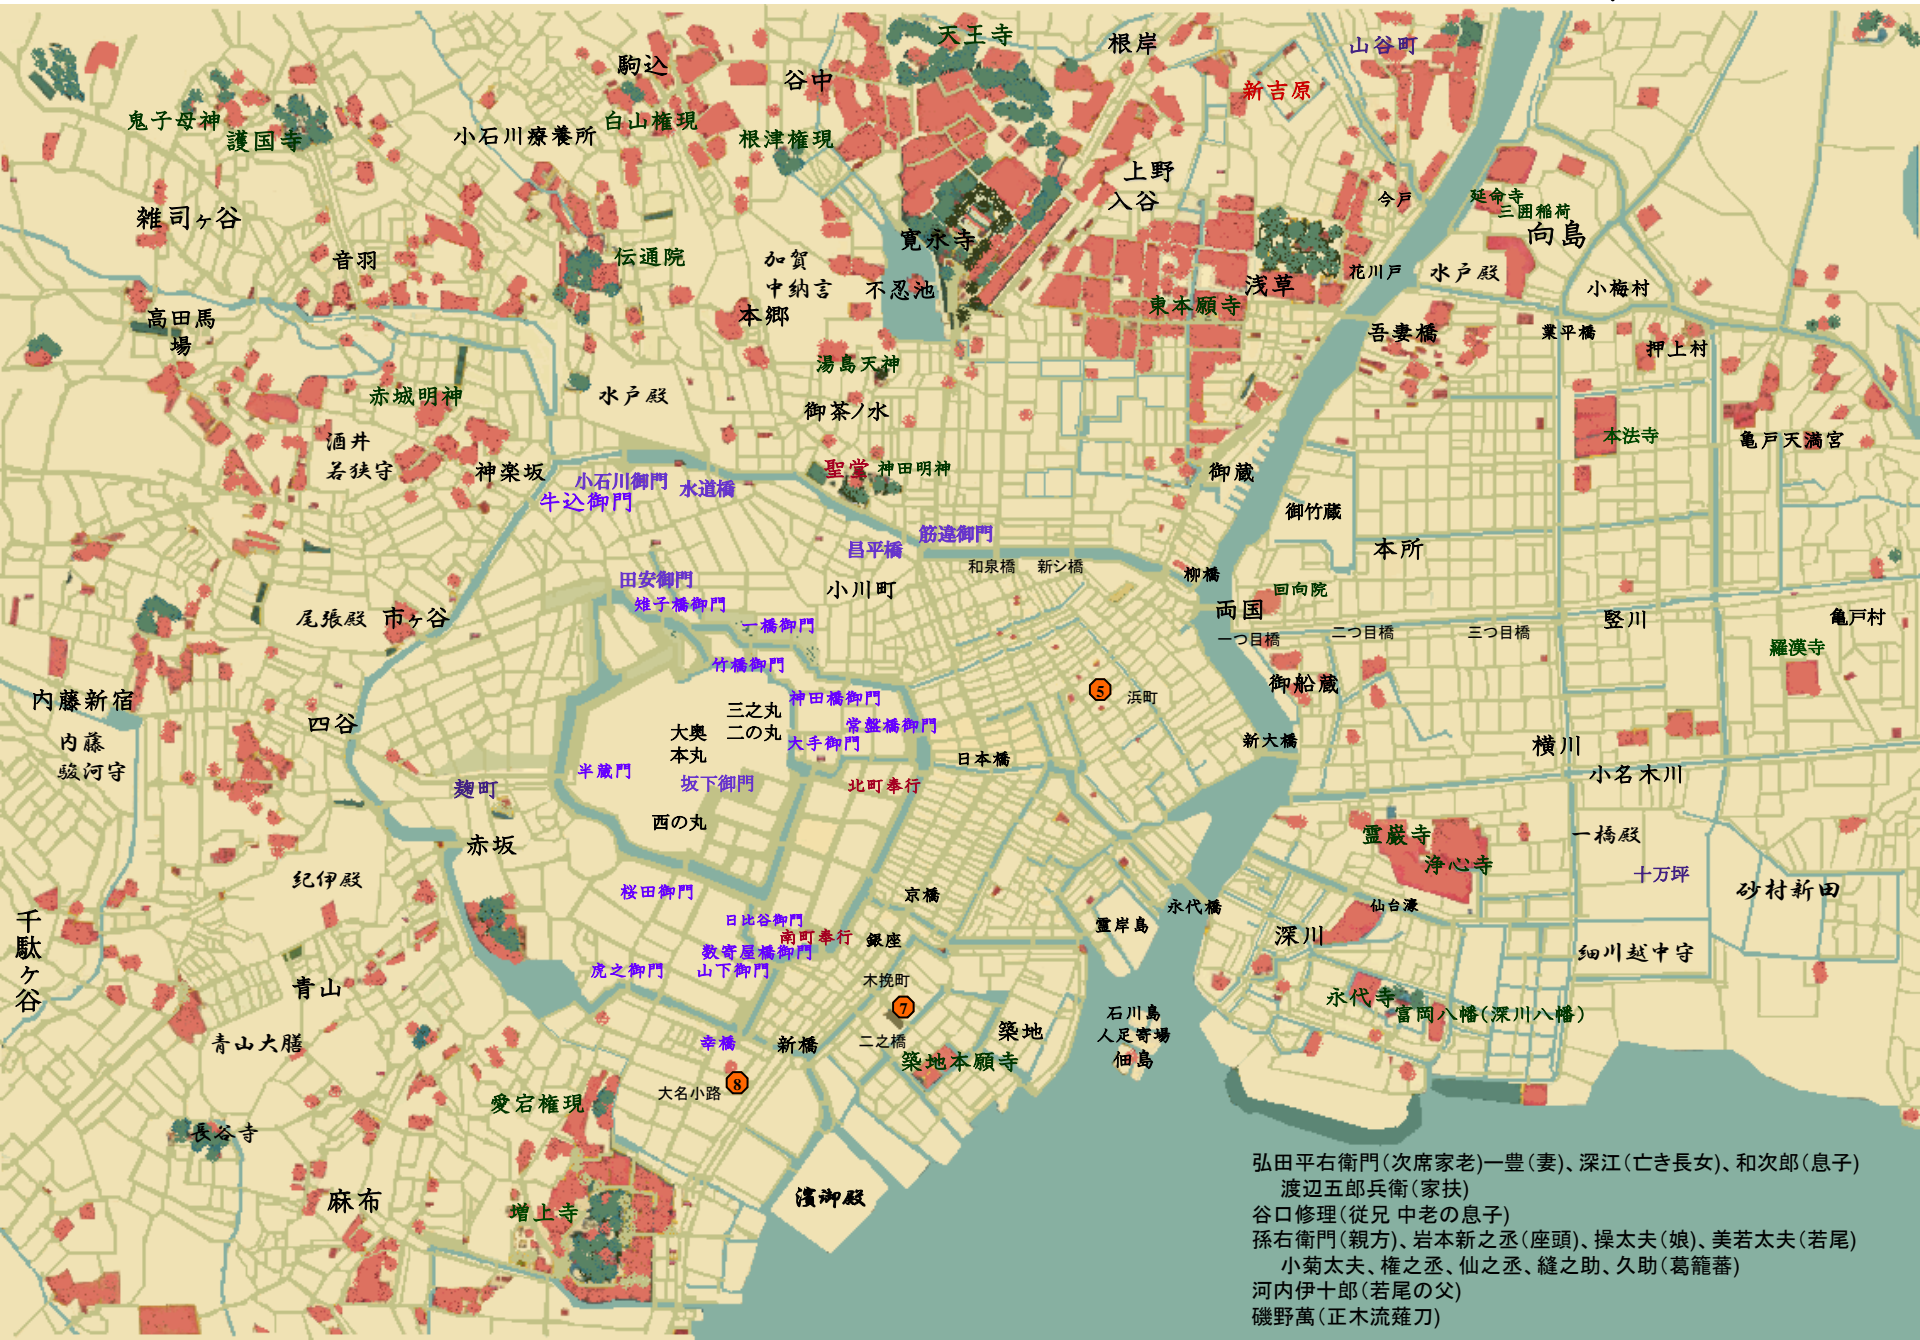 天王寺
根岸
山谷町
駒込
谷中
新吉原
鬼子母神
護国寺
小石川療養所
白山権現
根津権現
上野
入谷
今戸
延命寺
三囲稲荷
向島
雑司ヶ谷
音羽
伝通院
加賀
中納言
本郷
寛永寺
不忍池
浅草
東本願寺
花川戸
水戸殿
小梅村
高田馬
場
吾妻橋
業平橋
押上村
湯島天神
赤城明神
水戸殿
御茶ノ水
酒井
若狭守
神楽坂
聖堂
神田明神
御蔵
本法寺
亀戸天満宮
小石川御門
水道橋
牛込御門
御竹蔵
本所
昌平橋
筋違御門
和泉橋
新シ橋
柳橋
田安御門
雉子橋御門
小川町
回向院
両国
一つ目橋
二つ目橋
三つ目橋
竪川
亀戸村
羅漢寺
尾張殿
市ヶ谷
一橋御門
竹橋御門
神田橋御門
常盤橋御門
大手御門
三之丸
二の丸
大奥
本丸
5
浜町
御船蔵
内藤新宿
内藤
駿河守
四谷
半蔵門
坂下御門
北町奉行
日本橋
新大橋
横川
小名木川
麹町
西の丸
赤坂
霊巌寺
浄心寺
一橋殿
十万坪
砂村新田
紀伊殿
桜田御門
日比谷御門
南町奉行
数寄屋橋御門
山下御門
虎之御門
京橋
銀座
霊岸島
永代橋
仙台濠
深川
細川越中守
千駄ヶ谷
青山
青山大膳
木挽町
7
二之橋
築地
築地本願寺
石川島
人足寄場
佃島
永代寺
富岡八幡(深川八幡)
幸橋
新橋
8
大名小路
愛宕権現
長谷寺
麻布
増上寺
濱御殿
弘田平右衛門(次席家老)一豊(妻)、深江(亡き長女)、和次郎(息子)
渡辺五郎兵衛(家扶)
谷口修理(従兄 中老の息子)
孫右衛門(親方)、岩本新之丞(座頭)、操太夫(娘)、美若太夫(若尾)
小菊太夫、権之丞、仙之丞、縫之助、久助(葛籠蕃)
河内伊十郎(若尾の父)
磯野萬(正木流薙刀)